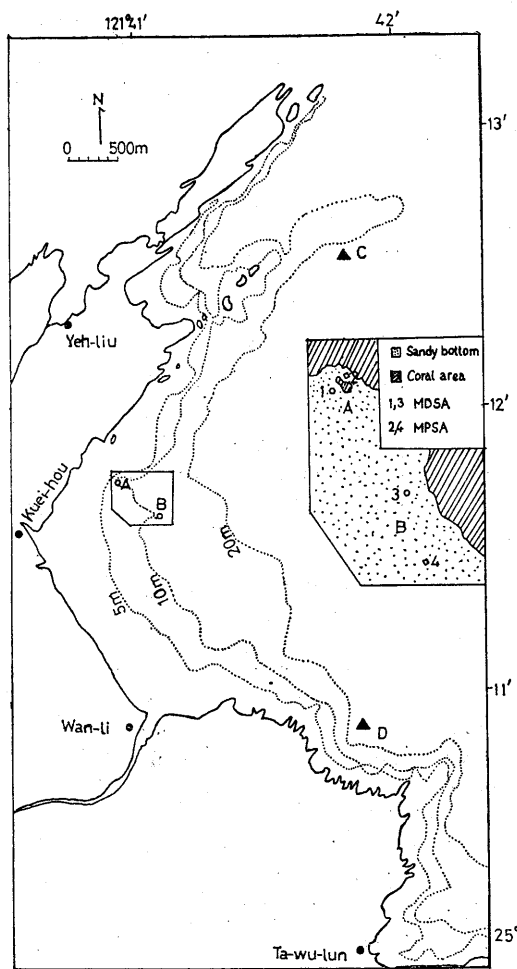 121°41'
42'
N
0 500m
13'
C
Yeh-liu
Sandy bottom
Coral area
1,3 MDSA
2,4 MPSA
12'
1
2
A
3
B
4
A
B
Kuei-hou
20m
10m
5m
11'
D
Wan-li
Ta-wu-lun
25°